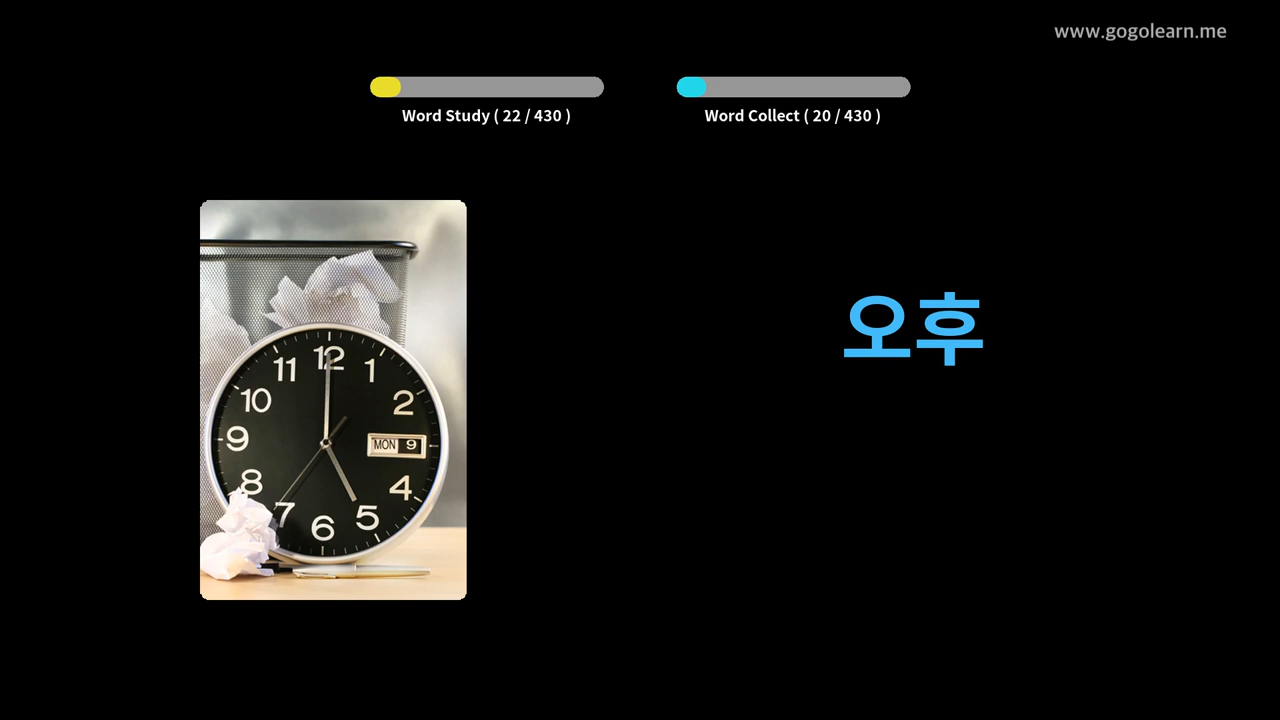 www.gogolearn.me
Word Study ( 22 / 430 )
Word Collect ( 20 / 430 )
오후
12
11
1
10
2
9
MON 9
8
4
7
5
6